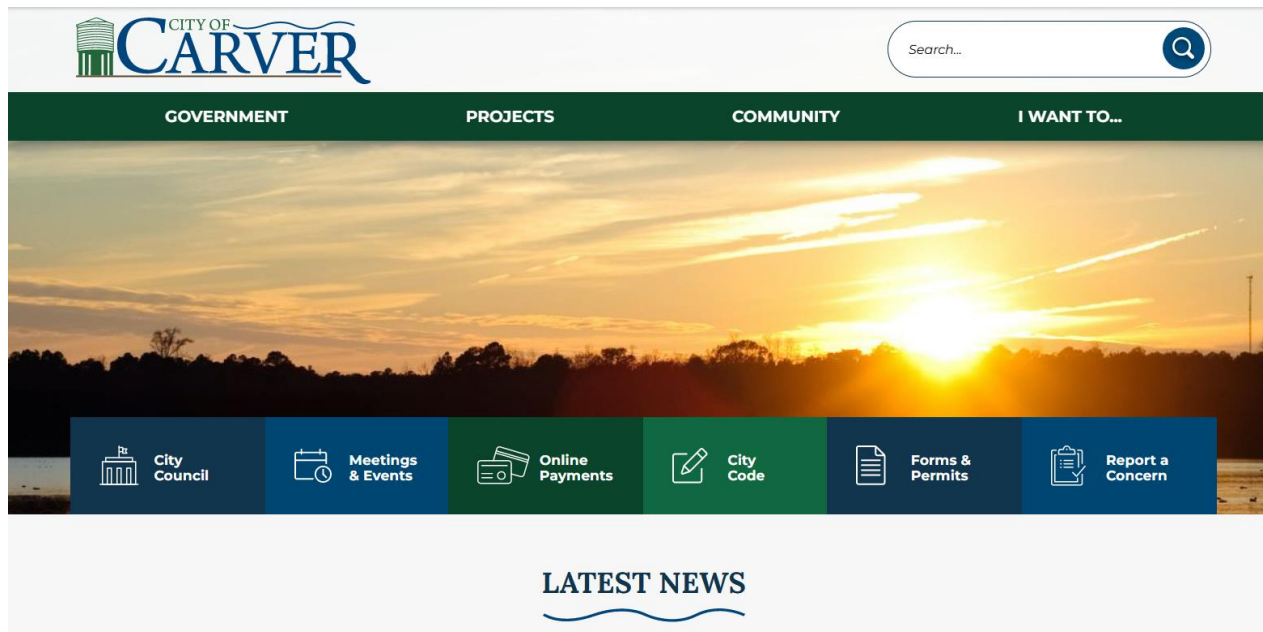 CITY OF
CARVER
Search...
GOVERNMENT
PROJECTS
COMMUNITY
I WANT TO...
City
Council
Meetings
& Events
Online
Payments
City
Code
Forms &
Permits
Report a
Concern
LATEST NEWS